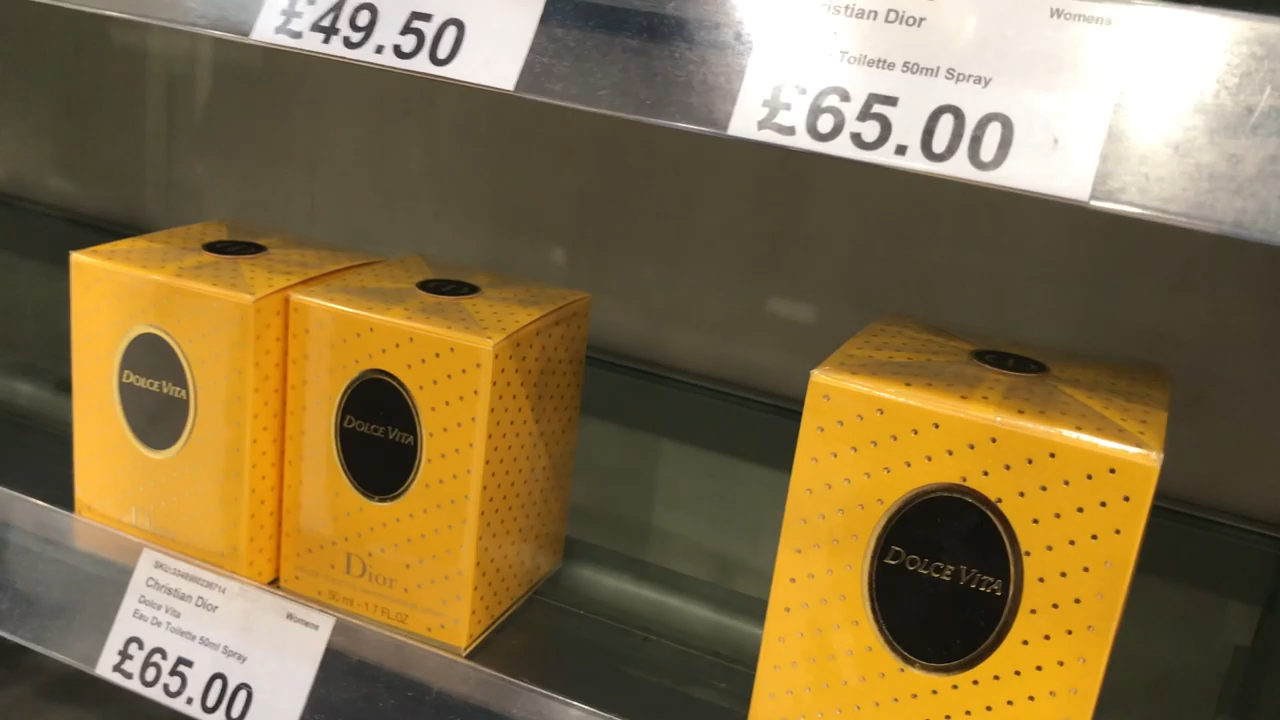 £49.50
Womens
stian Dior
Toilette 50ml Spray
£65.00
DOLCE VITA
DOLCE VITA
Dior
50 ml - 1.7 FL.OZ
DOLCE VITA
Christian Dior
Womens
Dolce Vita
Eau De Toilette 50ml Spray
£65.00